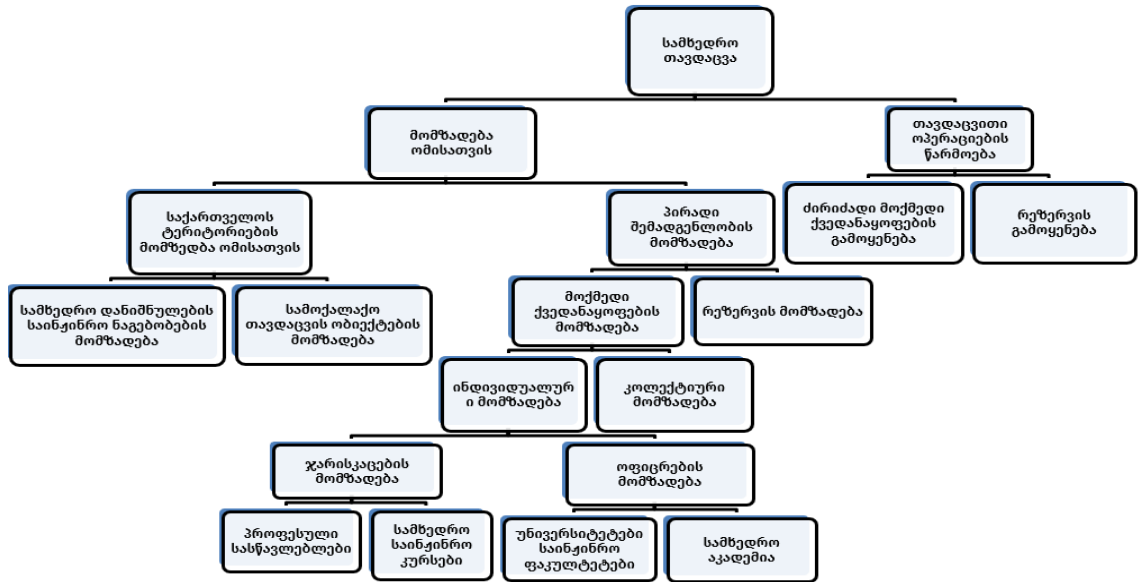 სამხედრო
თავდაცვა
მომზადება
ომისათვის
თავდაცვითი
ოპერაციების
წარმოება
საქართველოს
ტერიტორიების
მომზედბა ომისათვის
პირადი
შემადგენლობის
მომზადება
ძირიძადი მოქმედი
ქვედანაყოფების
გამოყენება
რეზერვის
გამოყენება
სამხედრო დანიშნულების
საინჟინრო ნაგებობების
მომზადება
სამოქალაქო
თავდაცვის ობიექტების
მომზადება
მოქმედი
ქვედანაყოფების
მომზადება
რეზერვის მომზადება
ინდივიდუალურ
ი მომზადება
კოლექტიური
მომზადება
ჯარისკაცების
მომზადება
ოფიცრების
მომზადება
პროფესული
სასწავლებლები
სამხედრო
საინჟინრო
კურსები
უნივერსიტეტები
საინჟინრო
ფაკულტეტები
სამხედრო
აკადემია